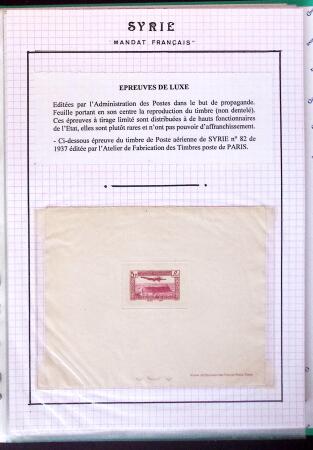 SYRIE
"MANDAT FRANÇAIS"
EPREUVES DE LUXE
Editées par l'Administration des Postes dans le but de propagande.
Feuille portant en son centre la reproduction du timbre (non dentelé).
Ces épreuves à tirage limité sont distribuées à de hauts fonctionnaires
de l'Etat, elles sont plutôt rares et n'ont pas pouvoir d'affranchissement.
- Ci-dessous épreuve du timbre de Poste aérienne de SYRIE n° 82 de
1937 éditée par l'Atelier de Fabrication des Timbres poste de PARIS.